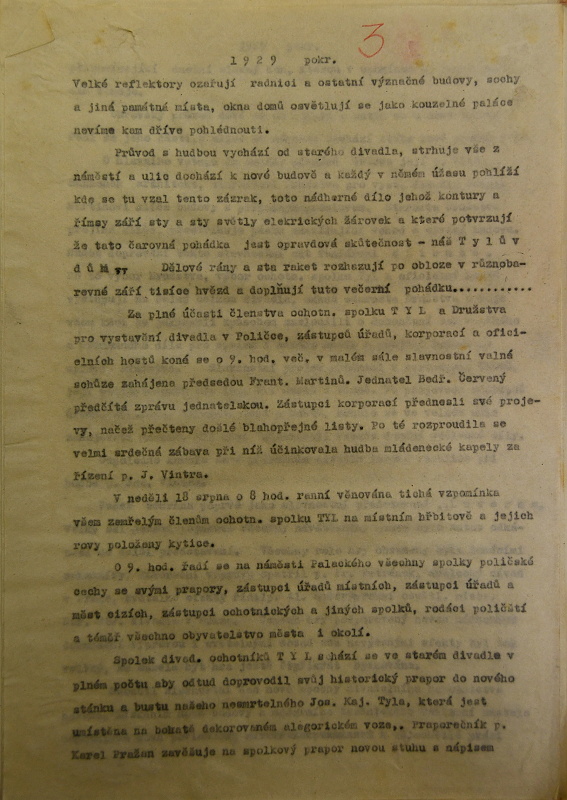 3
1 9 2 9 pokr.
Velké reflektory ozařují radnici a ostatní význačné budovy, sochy
a jiná památná místa, okna domů osvětlují se jako kouzelné paláce
nevíme kam dříve pohlédnouti.
Průvod s hudbou vychází od starého divadla, strhuje vše z
náměstí a ulic dochází k nové budově a každý v němém úžasu pohlíží
kde se tu vzal tento zázrak, toto nádherné dílo jehož kontury a
římsy září sty a sty světly elekrických žárovek a které potvrzují
že tato čarovná pohádka jest opravdová skutečnost - náš T y l ů v
d ů m Dělové rány a sta raket rozhazují po obloze v různoba-
revné září tisíce hvězd a doplňují tuto večerní pohádku............
Za plné účasti členstva ochotn. spolku T Y L a Družstva
pro vystavění divadla v Poličce, zástupců úřadů, korporací a ofici-
elních hostů koná se o 9. hod. več. v malém sále slavnostní valná
schůze zahájena předsedou Frant. Martinů. Jednatel Bedř. Červený
předčítá zprávu jednatelskou. Zástupci korporací přednesli své proje-
vy, načež přečteny došlé blahopřejné listy. Po té rozproudila se
velmi srdečná zábava při níž účinkovala hudba mládenecké kapely za
řízení p. J. Vintra.
V neděli 18 srpna o 8 hod. ranní věnována tichá vzpomínka
všem zemřelým členům ochotn. spolku TYL na místním hřbitově a jejich
rovy položany kytice.
O 9. hod. řadí se na náměstí Palackého všechny spolky poličské
cechy se svými prapory, zástupci úřadů místních, zástupci úřadů a
měst cizích, zástupci ochotnických a jiných spolků, rodáci poličští
a téměř všechno obyvatelstvo města i okolí.
Spolek divad. ochotníků T Y L schází se ve starém divadle v
plném počtu aby odtud doprovodil svůj historický prapor do nového
stánku a bustu našeho nesmrtelného Jos. Kaj. Tyla, která jest
umístěna na bohatě dekorovaném alegorickém voze,. Praporečník p.
Karel Pražan zavěšuje na spolkový prapor novou stuhu s nápisem